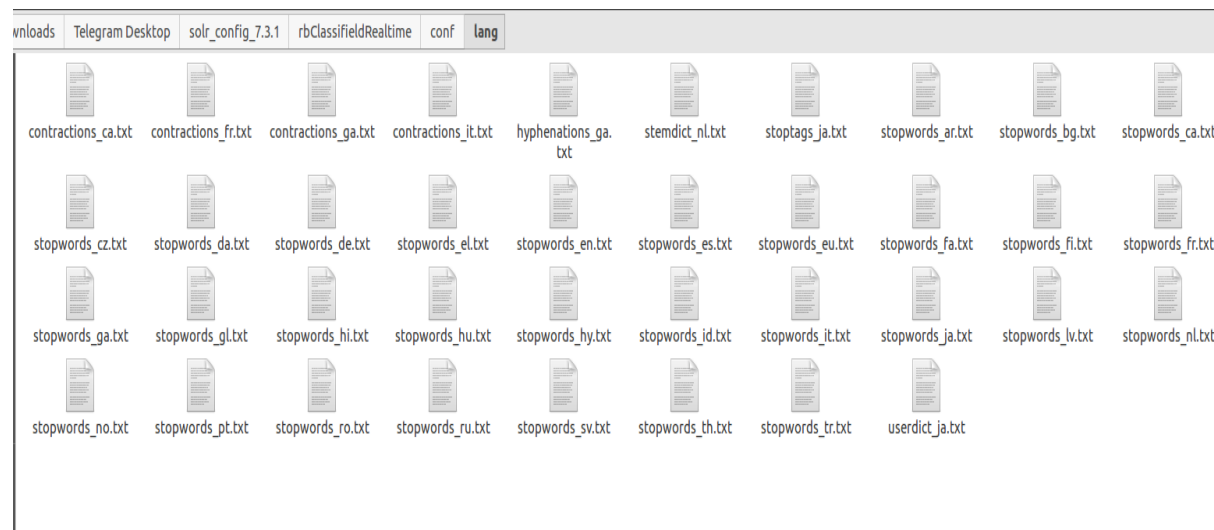 wnloads Telegram Desktop solr_config_7.3.1 rbClassifieldRealtime conf lang
contractions_ca.txt contractions_fr.txt contractions_ga.txt contractions_it.txt hyphenations_ga. stemdict_nl.txt stoptags_ja.txt stopwords_ar.txt stopwords_bg.txt stopwords_ca.txt
txt
stopwords_cz.txt stopwords_da.txt stopwords_de.txt stopwords_el.txt stopwords_en.txt stopwords_es.txt stopwords_eu.txt stopwords_fa.txt stopwords_fi.txt stopwords_fr.txt
stopwords_ga.txt stopwords_gl.txt stopwords_hi.txt stopwords_hu.txt stopwords_hy.txt stopwords_id.txt stopwords_it.txt stopwords_ja.txt stopwords_lv.txt stopwords_nl.txt
stopwords_no.txt stopwords_pt.txt stopwords_ro.txt stopwords_ru.txt stopwords_sv.txt stopwords_th.txt stopwords_tr.txt userdict_ja.txt